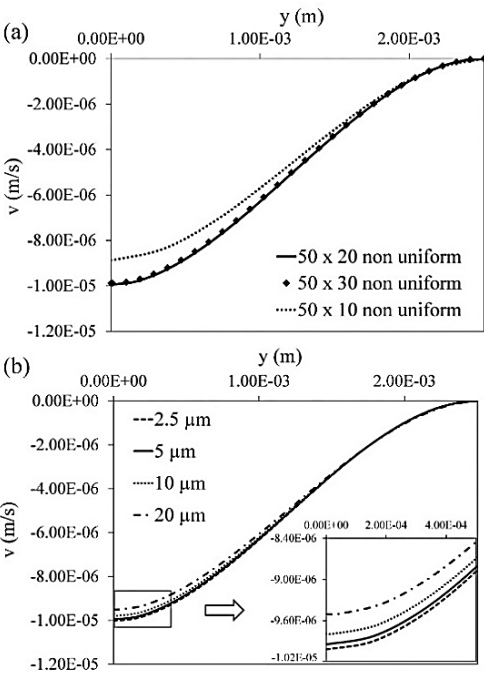 (a)
y (m)
0.00E+00 1.00E-03 2.00E-03
0.00E+00
-2.00E-06
-4.00E-06
-6.00E-06
-8.00E-06
-1.00E-05
-1.20E-05
v (m/s)
50 x 20 non uniform
50 x 30 non uniform
50 x 10 non uniform
(b)
y (m)
0.00E+00 1.00E-03 2.00E-03
0.00E+00
-2.00E-06
-4.00E-06
-6.00E-06
-8.00E-06
-1.00E-05
-1.20E-05
v (m/s)
2.5 µm
5 µm
10 µm
20 µm
0.00E+00 2.00E-04 4.00E-04
-8.40E-06
-9.00E-06
-9.60E-06
-1.02E-05